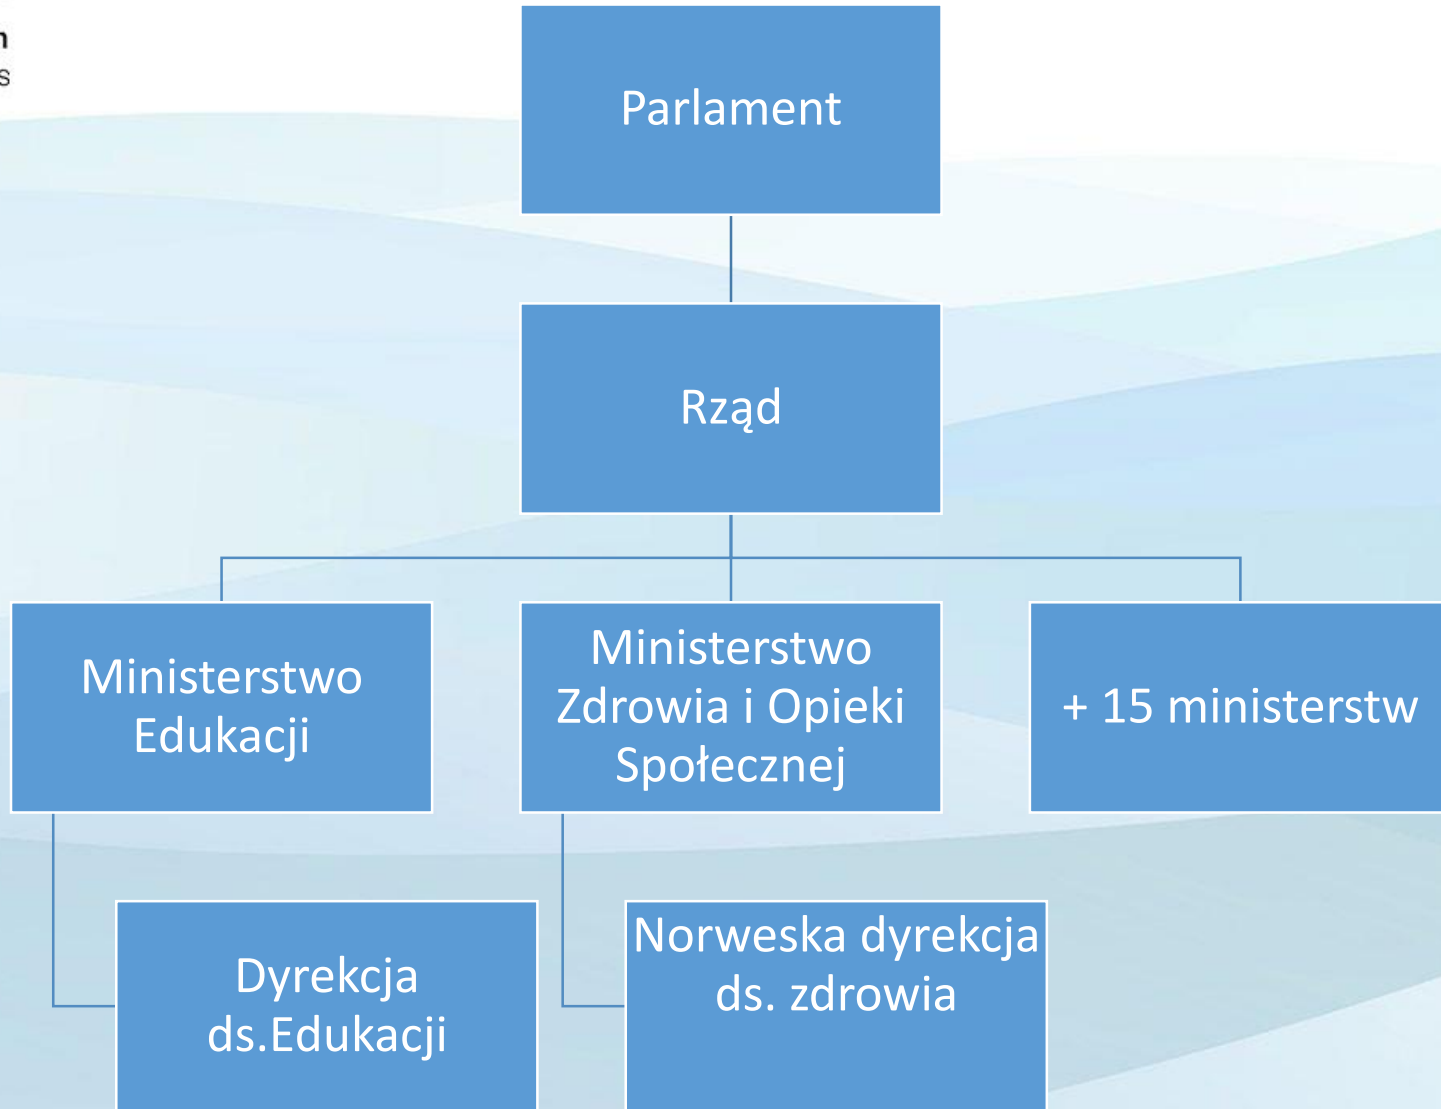 Parlament
Rząd
Ministerstwo
Edukacji
Ministerstwo
Zdrowia i Opieki
Społecznej
+ 15 ministerstw
Dyrekcja
ds.Edukacji
Norweska dyrekcja
ds. zdrowia